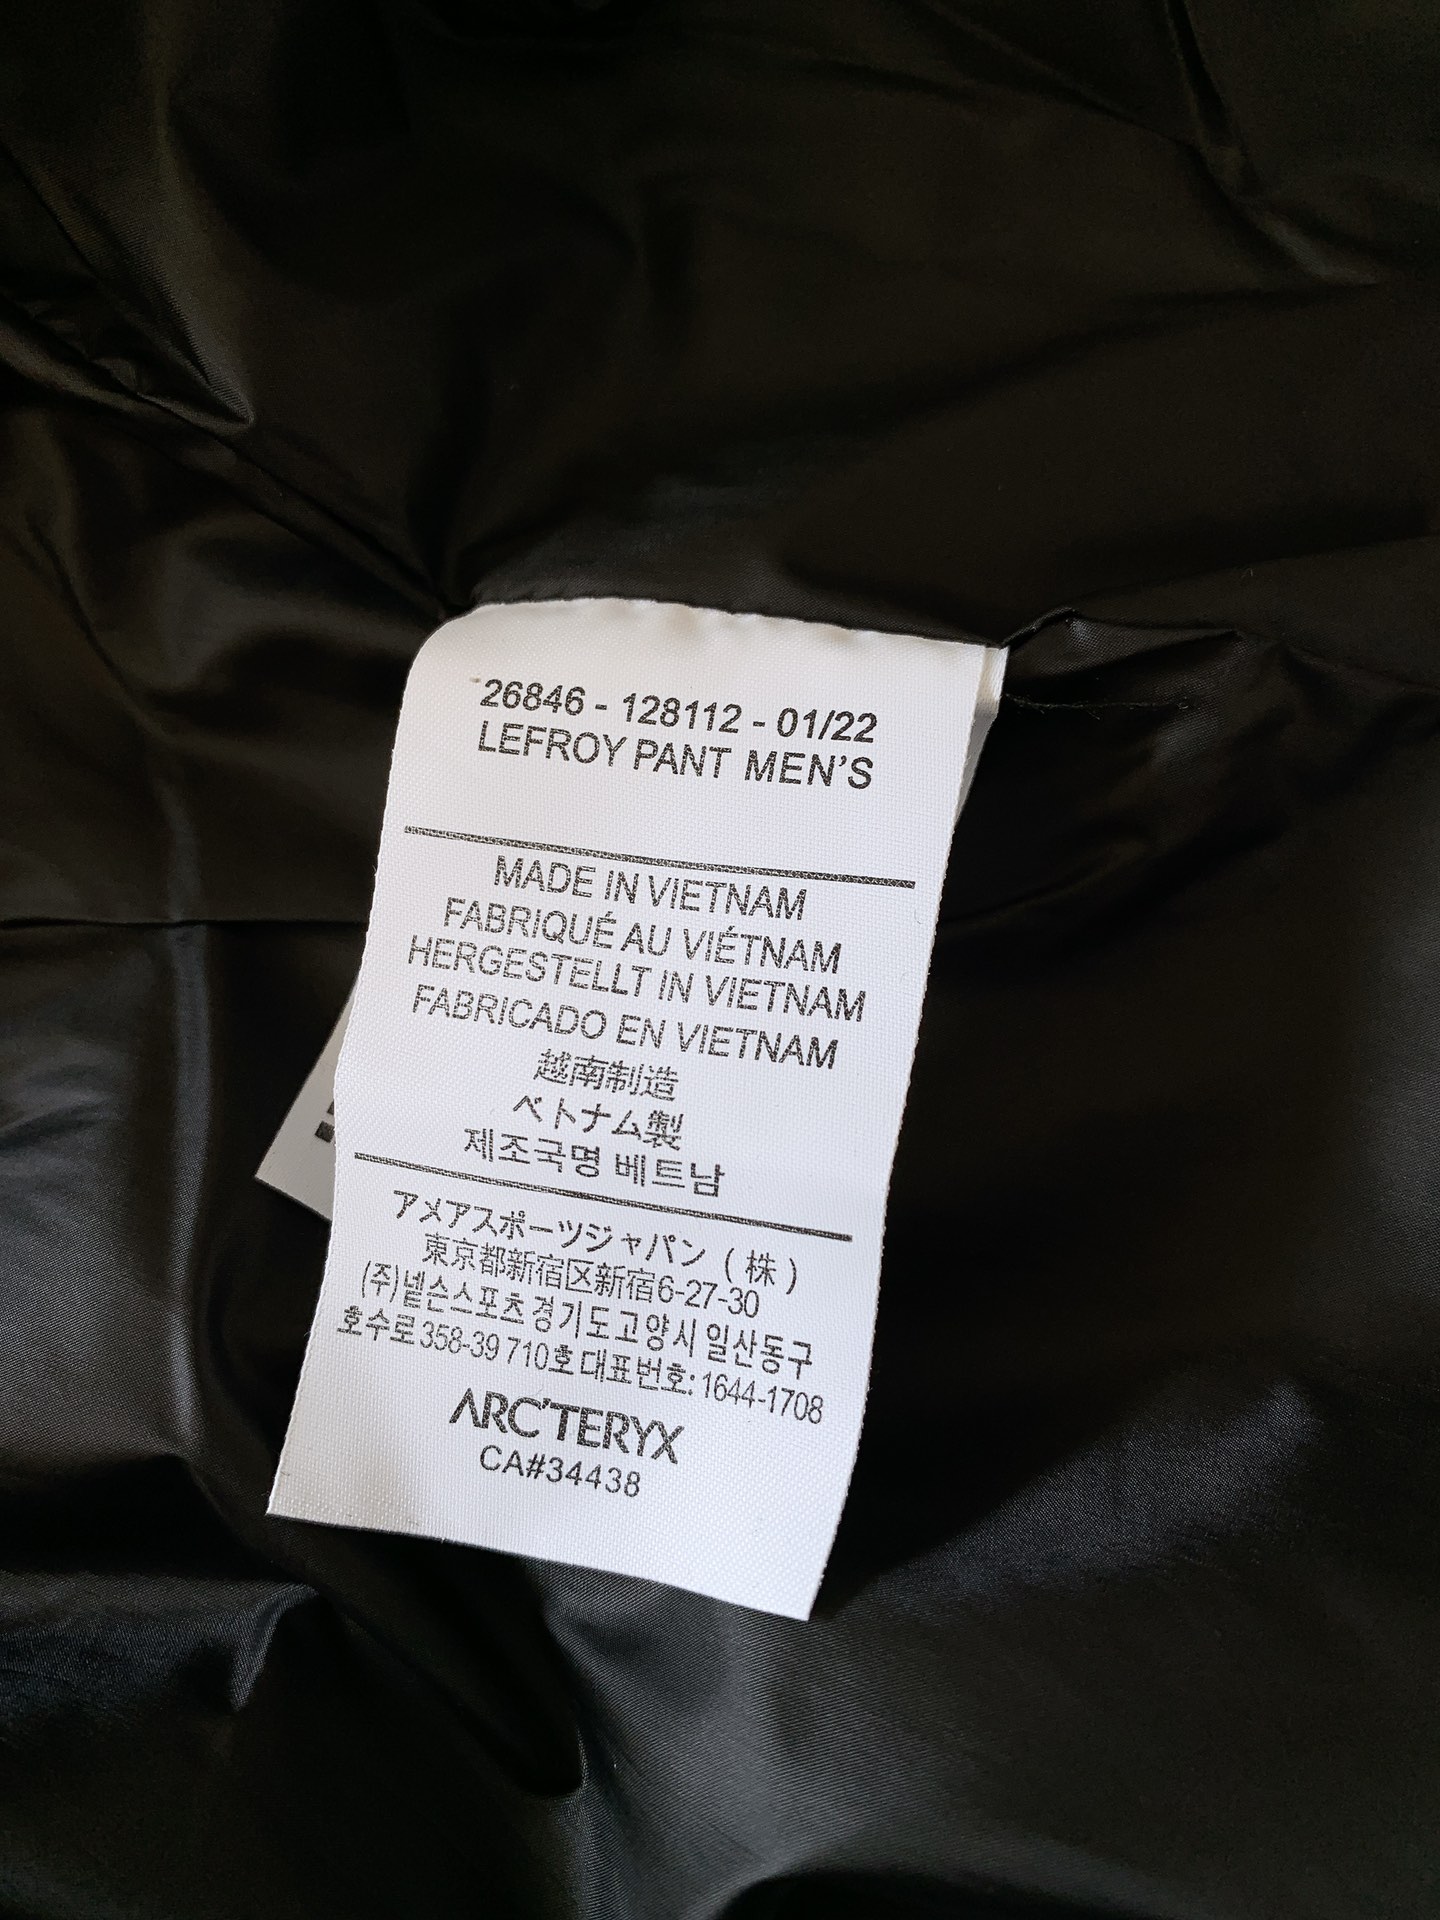 26846 - 128112 - 01/22
LEFROY PANT MEN'S
MADE IN VIETNAM
FABRIQUÉ AU VIÉTNAM
HERGESTELLT IN VIETNAM
FABRICADO EN VIETNAM
越南制造
ベトナム製
제조국명 베트남
アメアスポーツジャパン（株）
東京都新宿区新宿6-27-30
(주)넬슨스포츠 경기도고양시 일산동구
호수로358-39 710호 대표번호: 1644-1708
ARC'TERYX
CA#34438